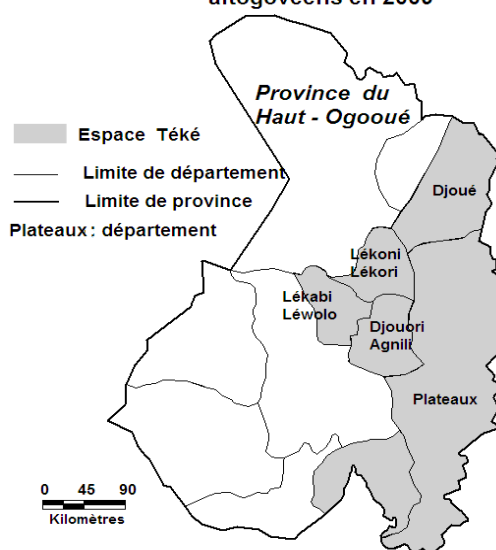 Province du
Haut - Ogooué
Espace Téké
Limite de département
Limite de province
Plateaux : département
Djoué
Lékoni
Lékori
Lékabi
Léwolo
Djouori
Agnili
Plateaux
0 45 90
Kilomètres